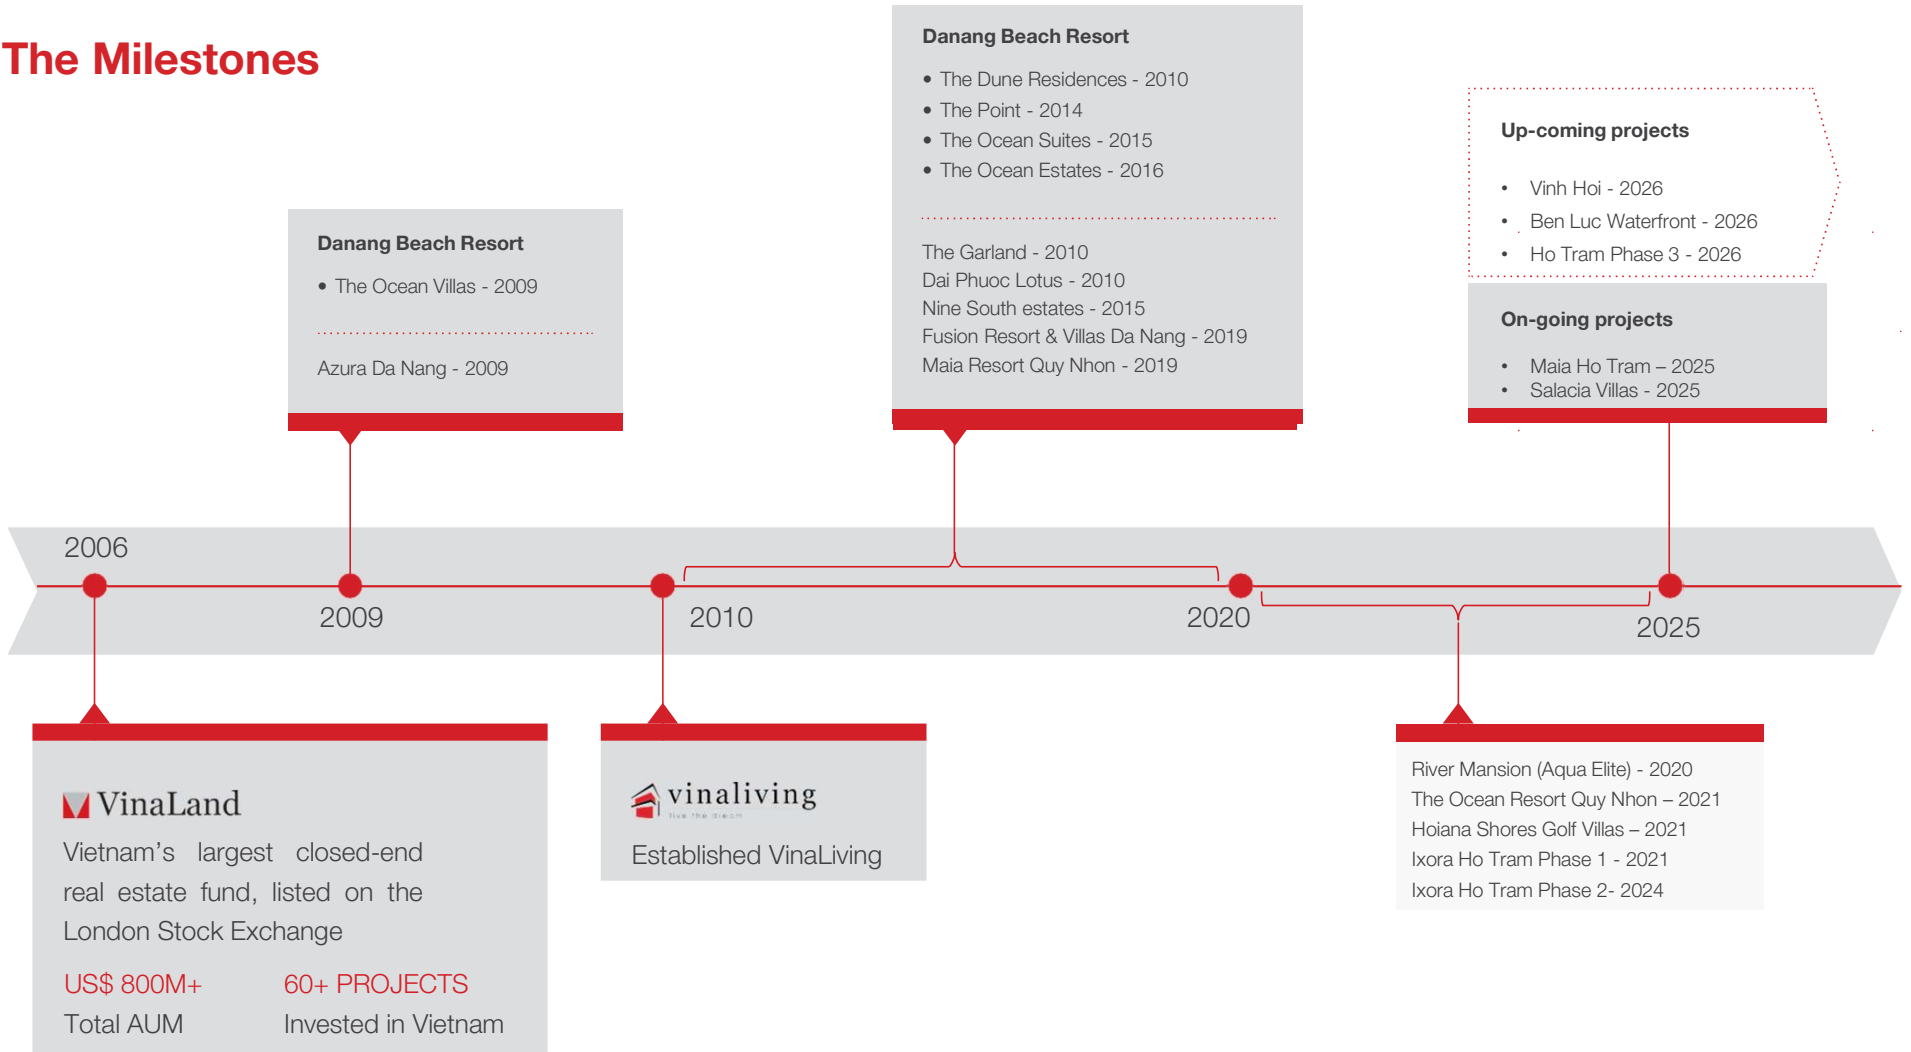 The Milestones
Danang Beach Resort
• The Ocean Villas - 2009
Azura Da Nang - 2009
Danang Beach Resort
• The Dune Residences - 2010
• The Point - 2014
• The Ocean Suites - 2015
• The Ocean Estates - 2016
The Garland - 2010
Dai Phuoc Lotus - 2010
Nine South estates - 2015
Fusion Resort & Villas Da Nang - 2019
Maia Resort Quy Nhon - 2019
Up-coming projects
• Vinh Hoi - 2026
• Ben Luc Waterfront - 2026
• Ho Tram Phase 3 - 2026
On-going projects
• Maia Ho Tram – 2025
• Salacia Villas - 2025
2006
2009
2010
2020
2025
VinaLand
Vietnam's largest closed-end
real estate fund, listed on the
London Stock Exchange
US$ 800M+ 60+ PROJECTS
Total AUM Invested in Vietnam
vinaliving
live the dream
Established VinaLiving
River Mansion (Aqua Elite) - 2020
The Ocean Resort Quy Nhon – 2021
Hoiana Shores Golf Villas – 2021
Ixora Ho Tram Phase 1 - 2021
Ixora Ho Tram Phase 2- 2024